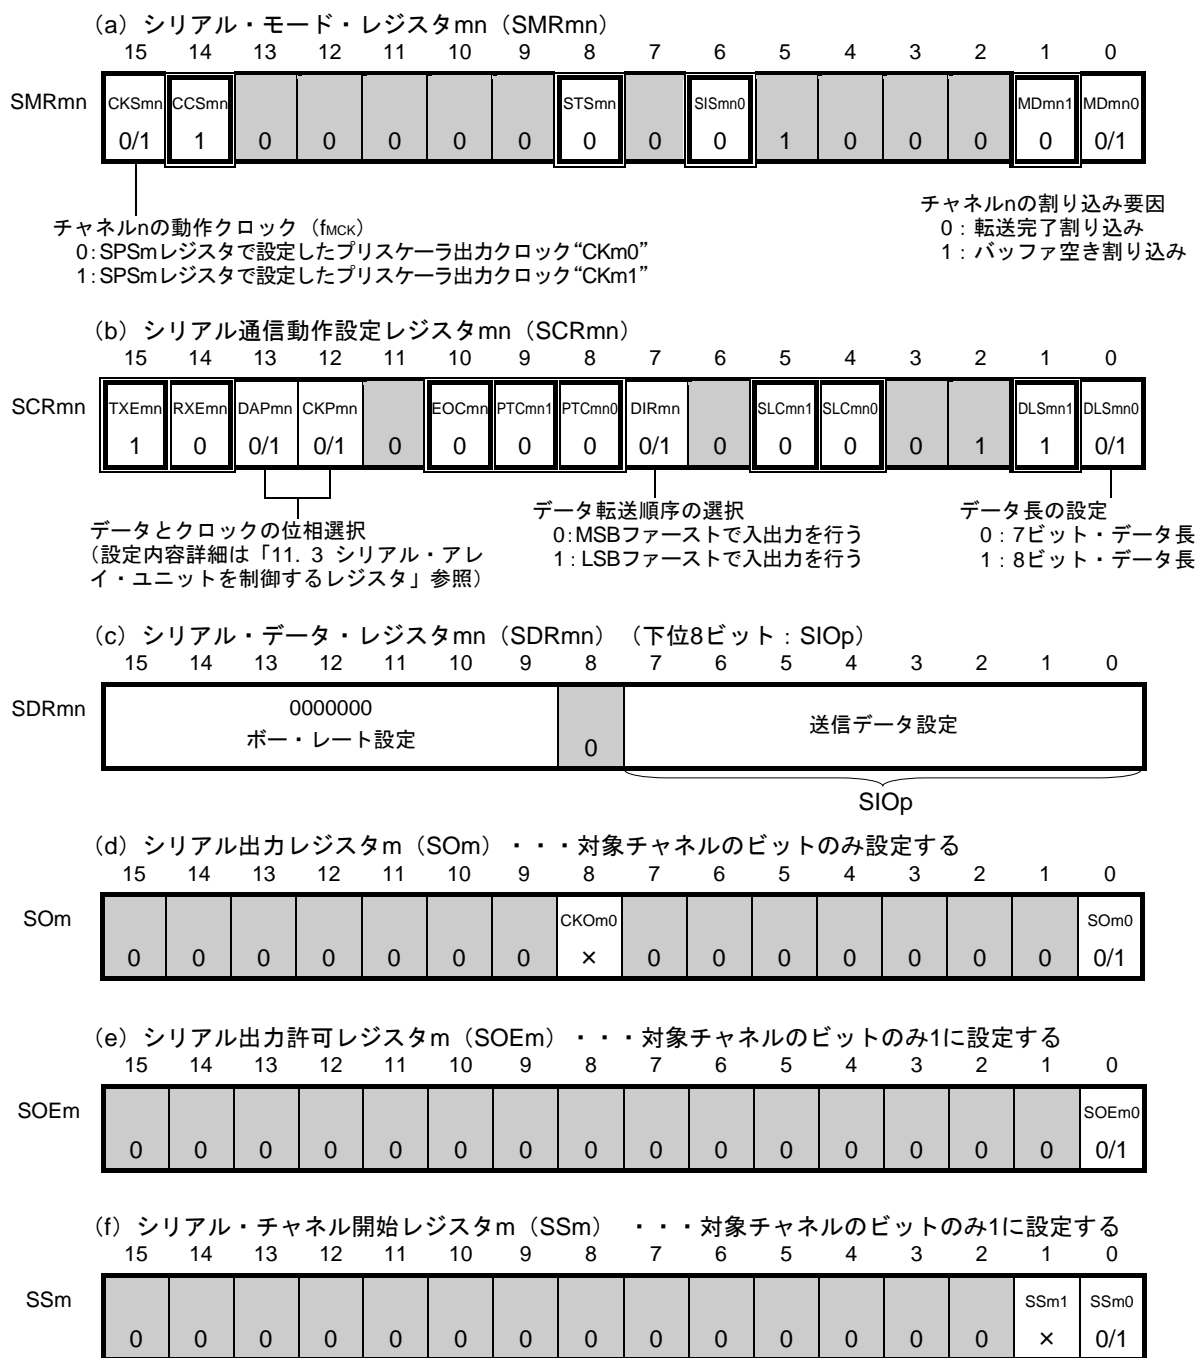 (a) シリアル・モード・レジスタmn（SMRmn）
15 14 13 12 11 10 9 8 7 6 5 4 3 2 1 0
SMRmn CKSmn CCSmn STSmn SISmn0 MDmn1 MDmn0
0/1 1 0 0 0 0 0 0 0 0 1 0 0 0 0 0/1
チャネルnの動作クロック（fMCK）
0：SPSmレジスタで設定したプリスケーラ出力クロック“CKm0”
1：SPSmレジスタで設定したプリスケーラ出力クロック“CKm1”
チャネルnの割り込み要因
0：転送完了割り込み
1：バッファ空き割り込み
(b) シリアル通信動作設定レジスタmn（SCRmn）
15 14 13 12 11 10 9 8 7 6 5 4 3 2 1 0
SCRmn TXEmn RXEmn DAPmn CKPmn EOCmn PTCmn1 PTCmn0 DIRmn SLCmn1 SLCmn0 DLSmn1 DLSmn0
1 0 0/1 0/1 0 0 0 0 0/1 0 0 0 0 1 1 0/1
データとクロックの位相選択
（設定内容詳細は「11. 3 シリアル・アレ
イ・ユニットを制御するレジスタ」参照）
データ転送順序の選択
0：MSBファーストで入出力を行う
1：LSBファーストで入出力を行う
データ長の設定
0：7ビット・データ長
1：8ビット・データ長
(c) シリアル・データ・レジスタmn（SDRmn）（下位8ビット：SIOp）
15 14 13 12 11 10 9 8 7 6 5 4 3 2 1 0
SDRmn
0000000
ボー・レート設定
0
送信データ設定
SIOp
(d) シリアル出力レジスタm（SOm）・・・対象チャネルのビットのみ設定する
15 14 13 12 11 10 9 8 7 6 5 4 3 2 1 0
SOm CKOm0 SOm0
0 0 0 0 0 0 0 × 0 0 0 0 0 0 0 0/1
(e) シリアル出力許可レジスタm（SOEm）・・・対象チャネルのビットのみ1に設定する
15 14 13 12 11 10 9 8 7 6 5 4 3 2 1 0
SOEm SOEm0
0 0 0 0 0 0 0 0 0 0 0 0 0 0 0 0/1
(f) シリアル・チャネル開始レジスタm（SSm）・・・対象チャネルのビットのみ1に設定する
15 14 13 12 11 10 9 8 7 6 5 4 3 2 1 0
SSm SSm1 SSm0
0 0 0 0 0 0 0 0 0 0 0 0 0 0 × 0/1